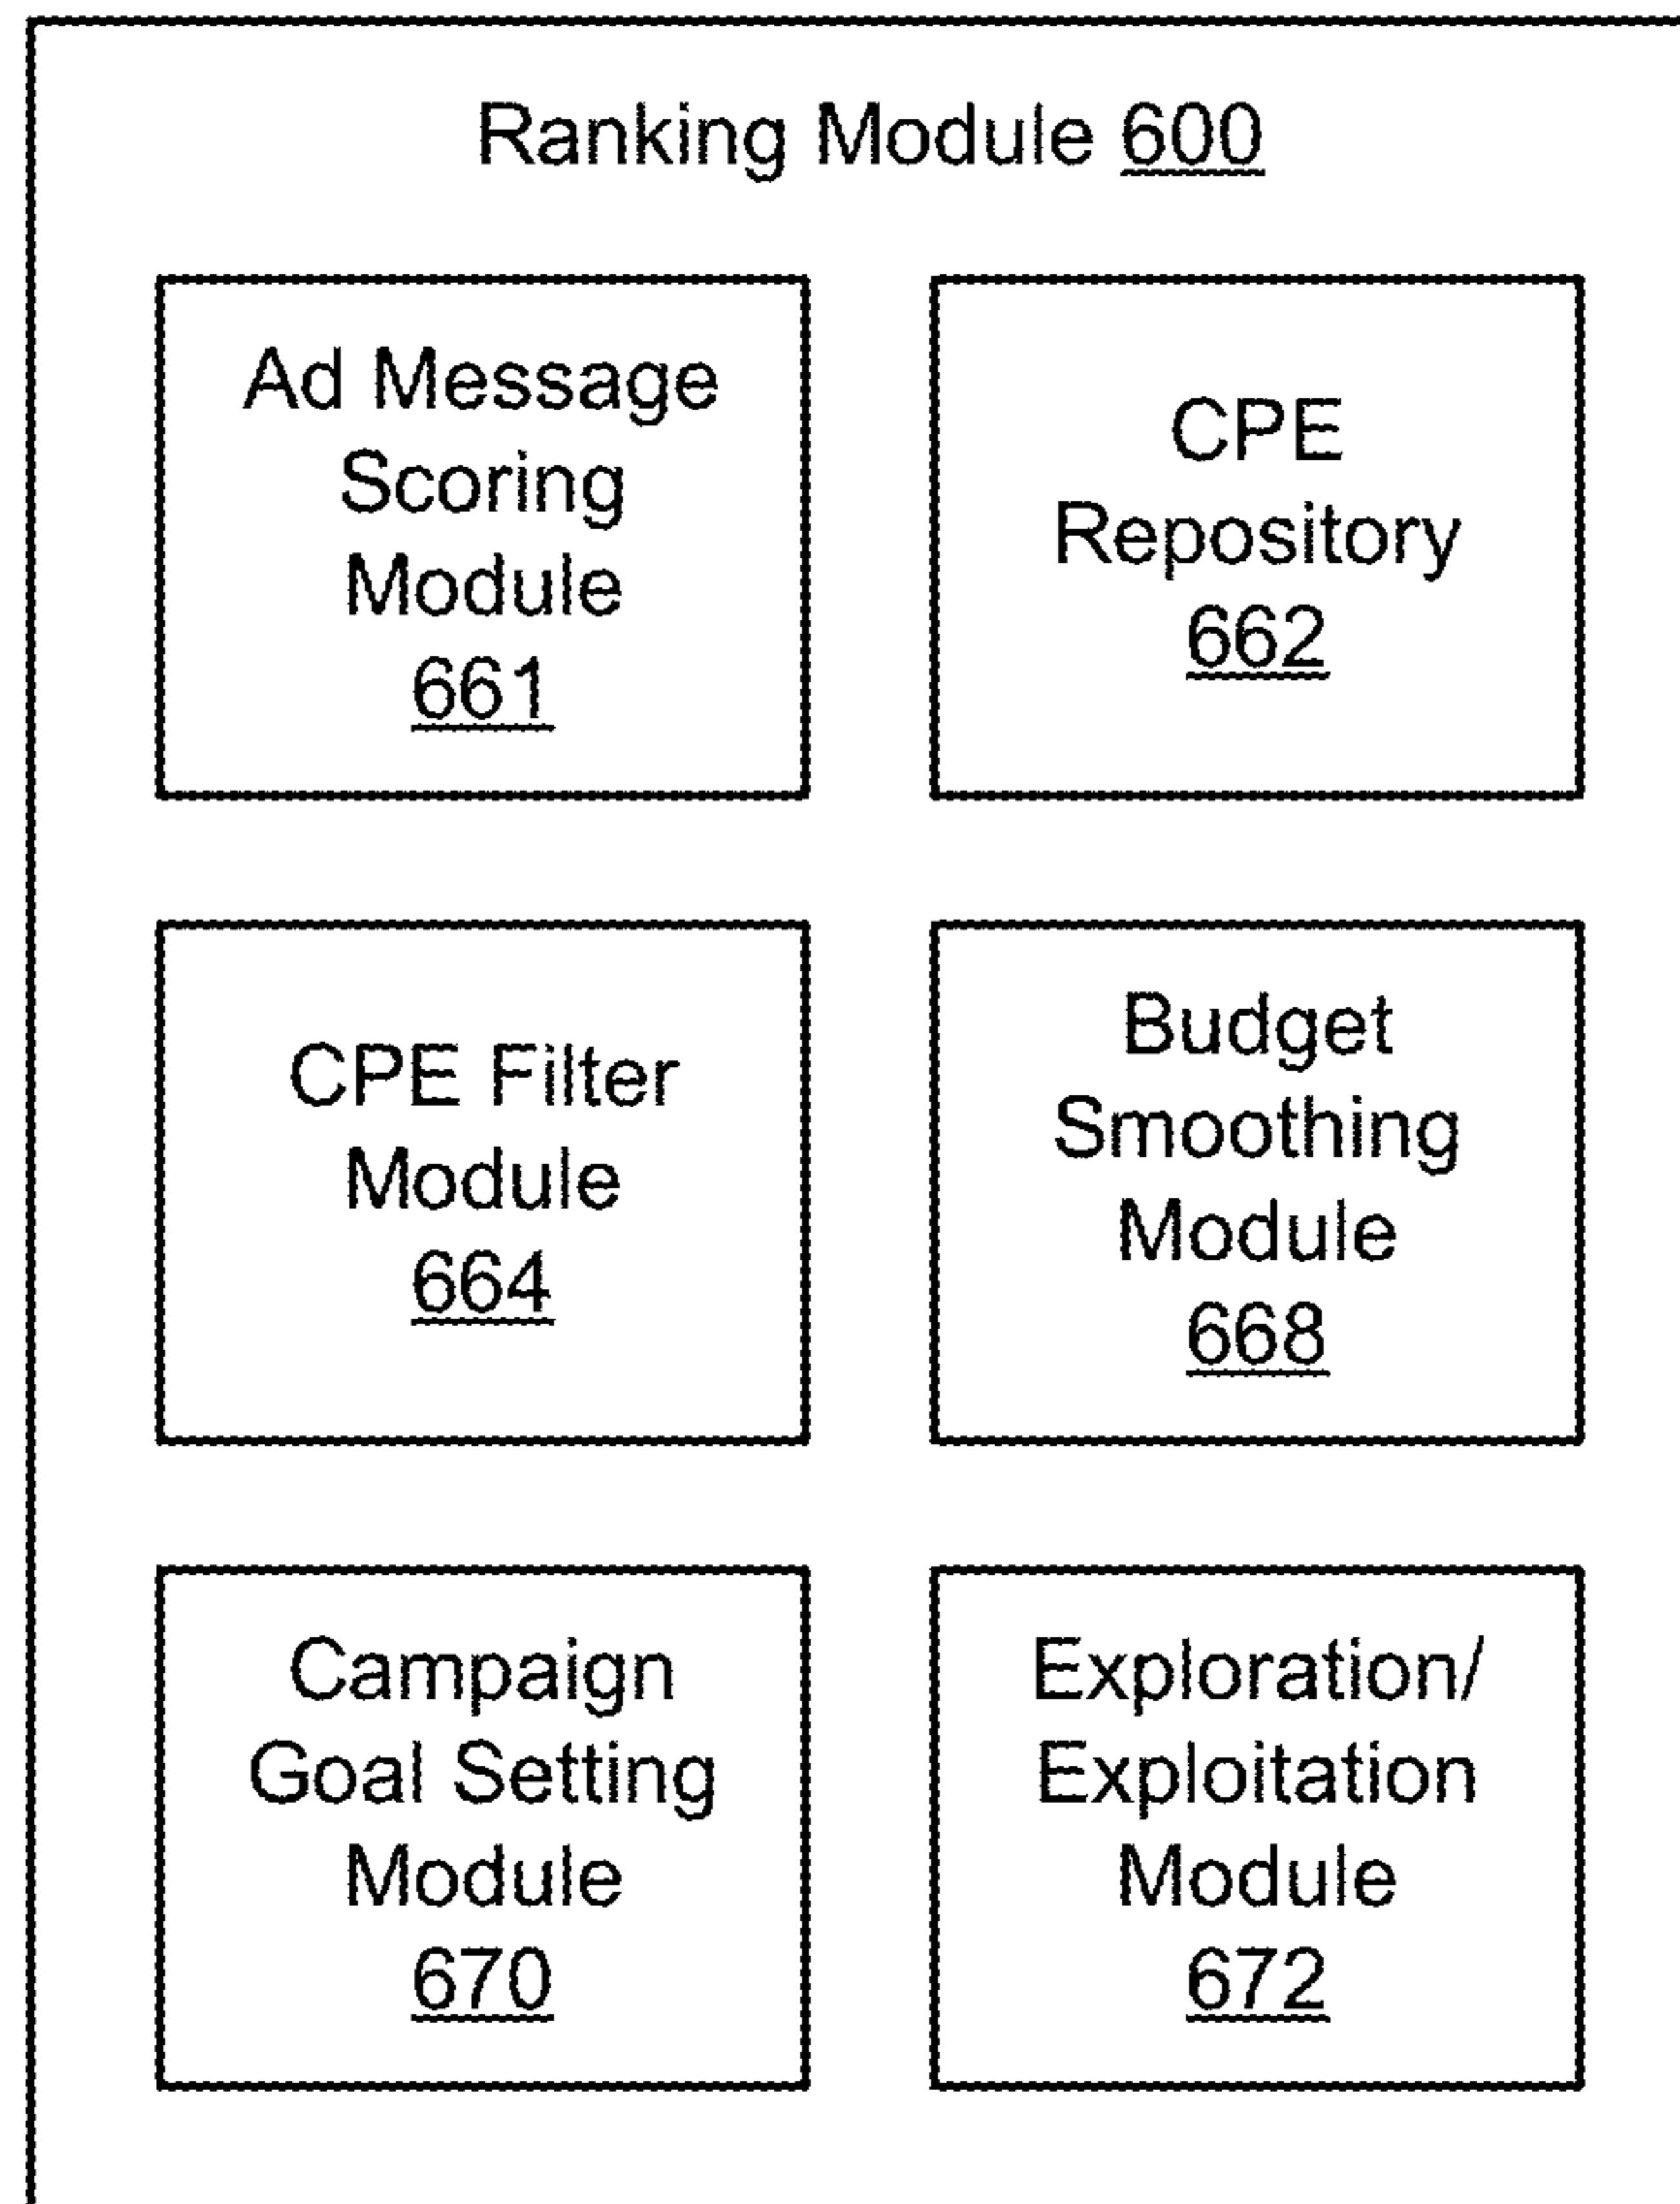 Ranking Module 600
Ad Message
Scoring
Module
661
CPE
Repository
662
CPE Filter
Module
664
Budget
Smoothing
Module
668
Campaign
Goal Setting
Module
670
Exploration/
Exploitation
Module
672